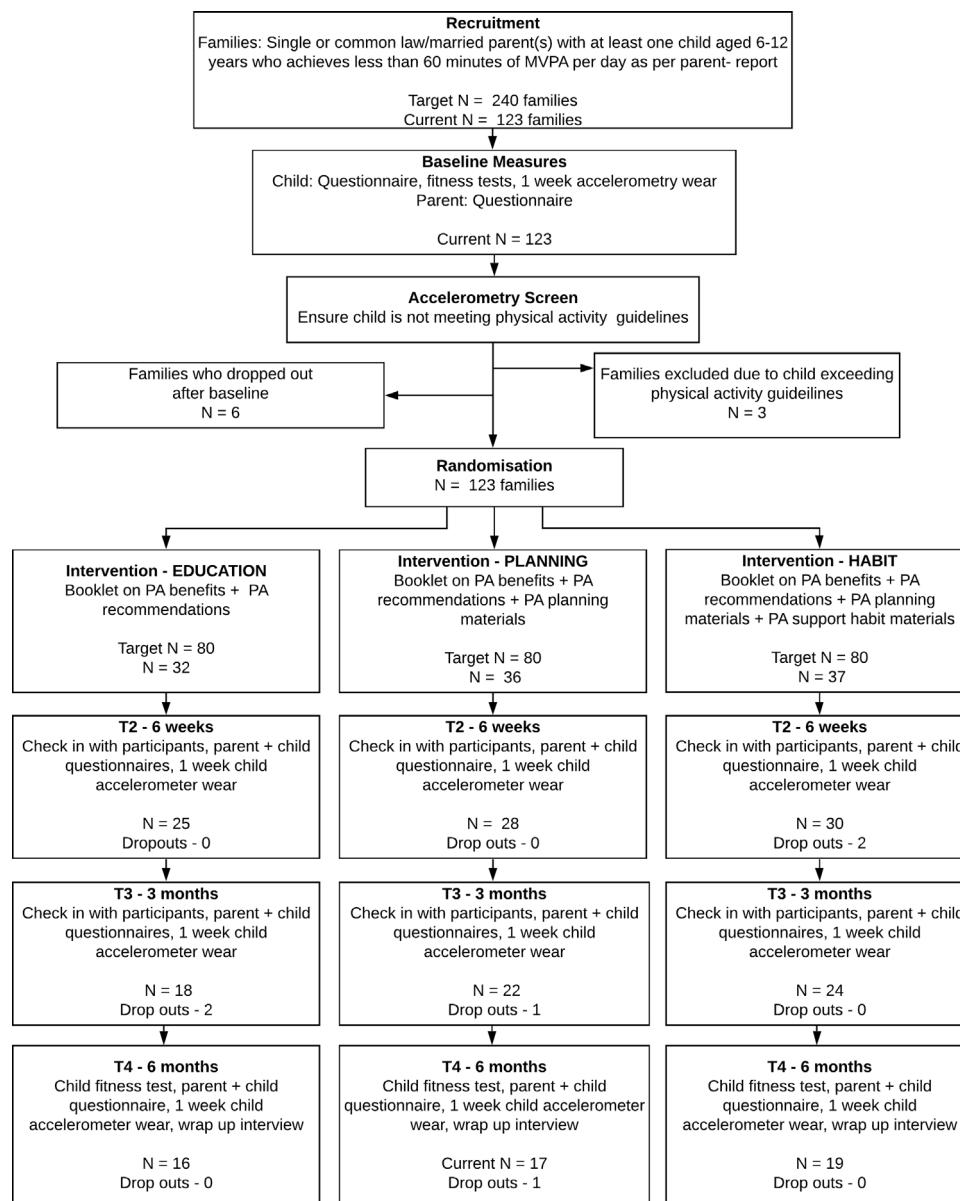 Recruitment
Families: Single or common law/married parent(s) with at least one child aged 6-12
years who achieves less than 60 minutes of MVPA per day as per parent- report
Target N = 240 families
Current N = 123 families
Baseline Measures
Child: Questionnaire, fitness tests, 1 week accelerometry wear
Parent: Questionnaire
Current N = 123
Accelerometry Screen
Ensure child is not meeting physical activity guidelines
Families who dropped out
after baseline
N = 6
Families excluded due to child exceeding
physical activity guideilines
N = 3
Randomisation
N = 123 families
Intervention - EDUCATION
Booklet on PA benefits + PA
recommendations
Target N = 80
N = 32
Intervention - PLANNING
Booklet on PA benefits + PA
recommendations + PA planning
materials
Target N = 80
N = 36
Intervention - HABIT
Booklet on PA benefits + PA
recommendations + PA planning
materials + PA support habit materials
Target N = 80
N = 37
T2 - 6 weeks
Check in with participants, parent + child
questionnaires, 1 week child
accelerometer wear
N = 25
Dropouts - 0
T2 - 6 weeks
Check in with participants, parent + child
questionnaire, 1 week child
accelerometer wear
N = 28
Drop outs - 0
T2 - 6 weeks
Check in with participants, parent + child
questionnaire, 1 week child
accelerometer wear
N = 30
Drop outs - 2
T3 - 3 months
Check in with participants, parent + child
questionnaires, 1 week child
accelerometer wear
N = 18
Drop outs - 2
T3 - 3 months
Check in with participants, parent + child
questionnaires, 1 week child
accelerometer wear
N = 22
Drop outs - 1
T3 - 3 months
Check in with participants, parent + child
questionnaires, 1 week child
accelerometer wear
N = 24
Drop outs - 0
T4 - 6 months
Child fitness test, parent + child
questionnaire, 1 week child
accelerometer wear, wrap up interview
N = 16
Drop outs - 0
T4 - 6 months
Child fitness test, parent + child
questionnaire, 1 week child accelerometer
wear, wrap up interview
Current N = 17
Drop outs - 1
T4 - 6 months
Child fitness test, parent + child
questionnaire, 1 week child
accelerometer wear, wrap up interview
N = 19
Drop outs - 0